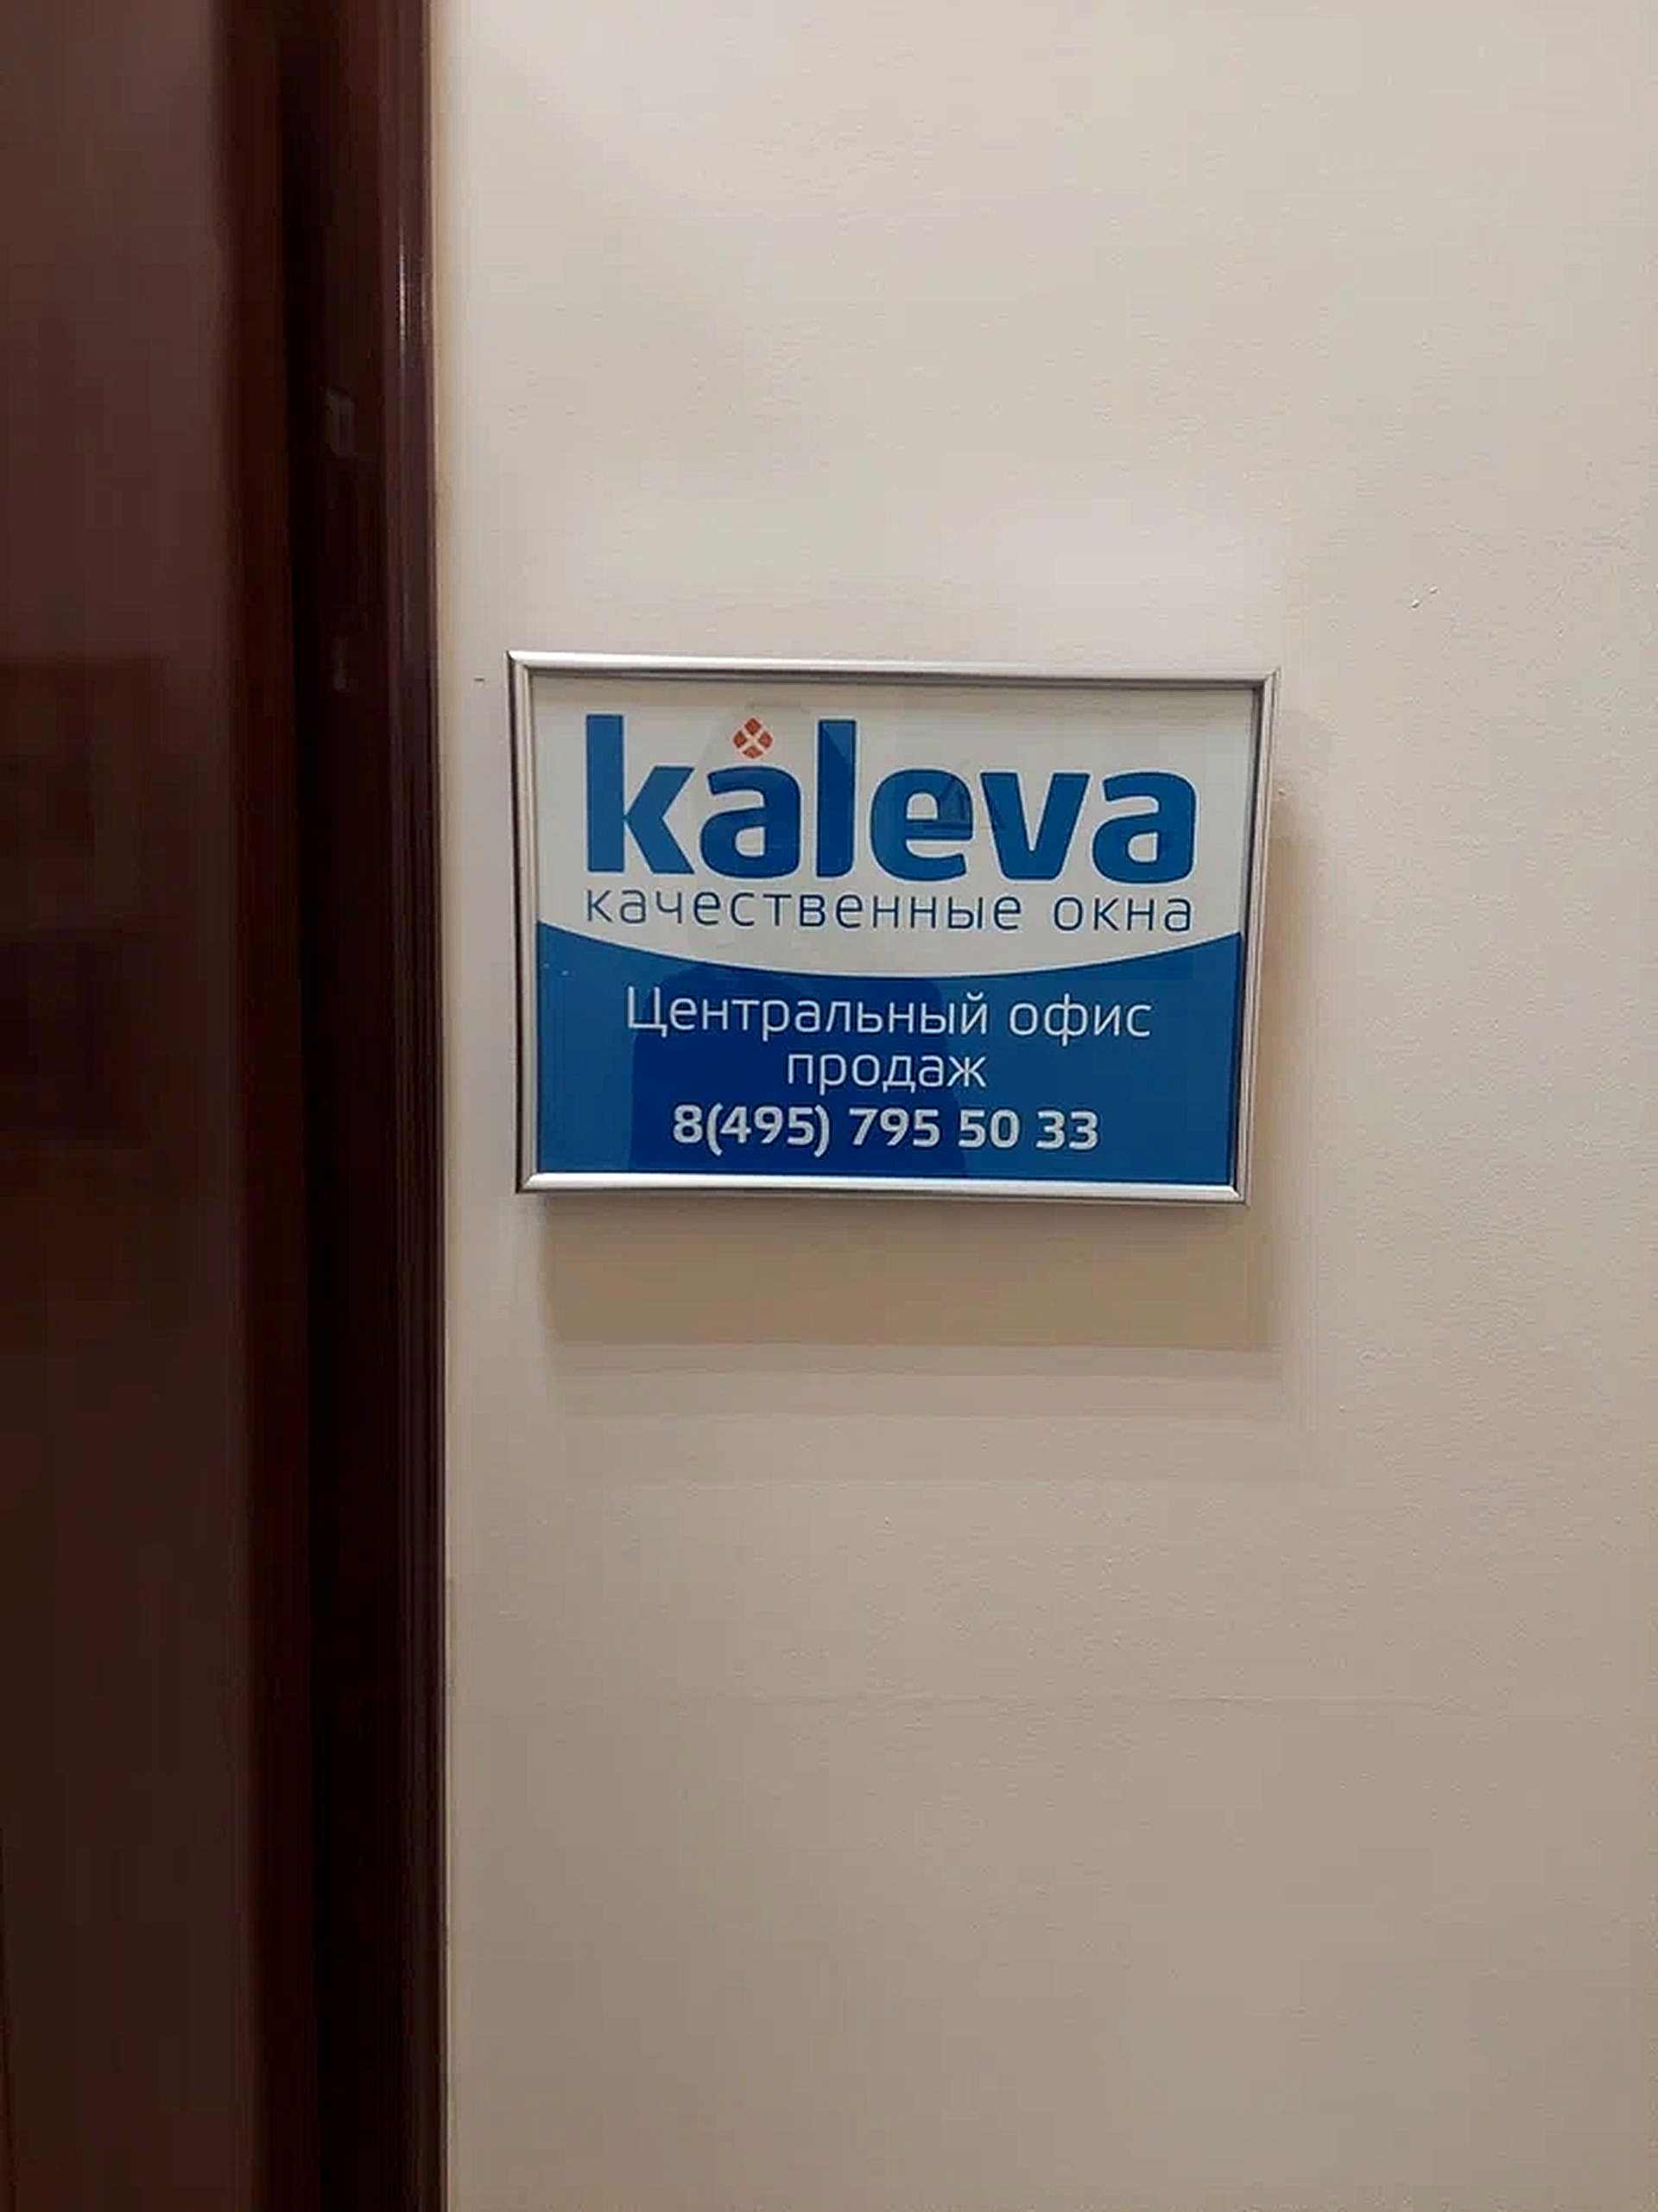 kaleva
качественные окна
Центральный офис
продаж
8(495) 795 50 33